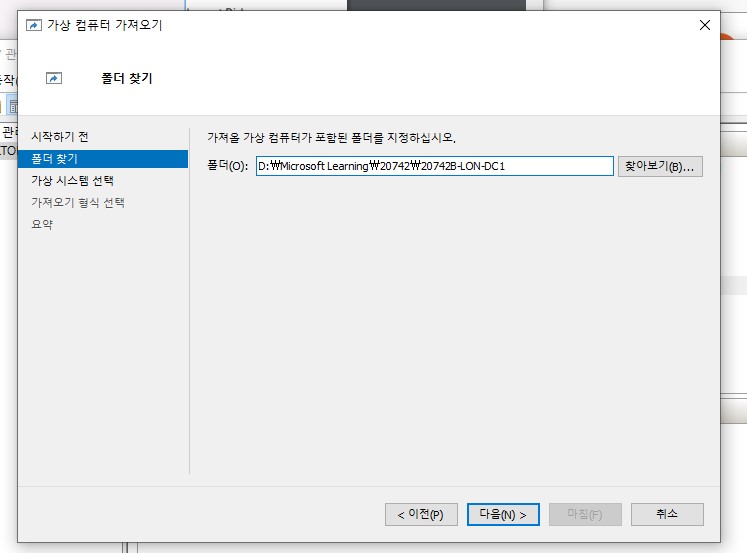 가상 컴퓨터 가져오기
폴더 찾기
시작하기 전
폴더 찾기
가상 시스템 선택
가져오기 형식 선택
요약
가져올 가상 컴퓨터가 포함된 폴더를 지정하십시오.
폴더(O): D:₩Microsoft Learning₩20742₩20742B-LON-DC1 찾아보기(B)...
< 이전(P) 다음(N) > 마침(F) 취소